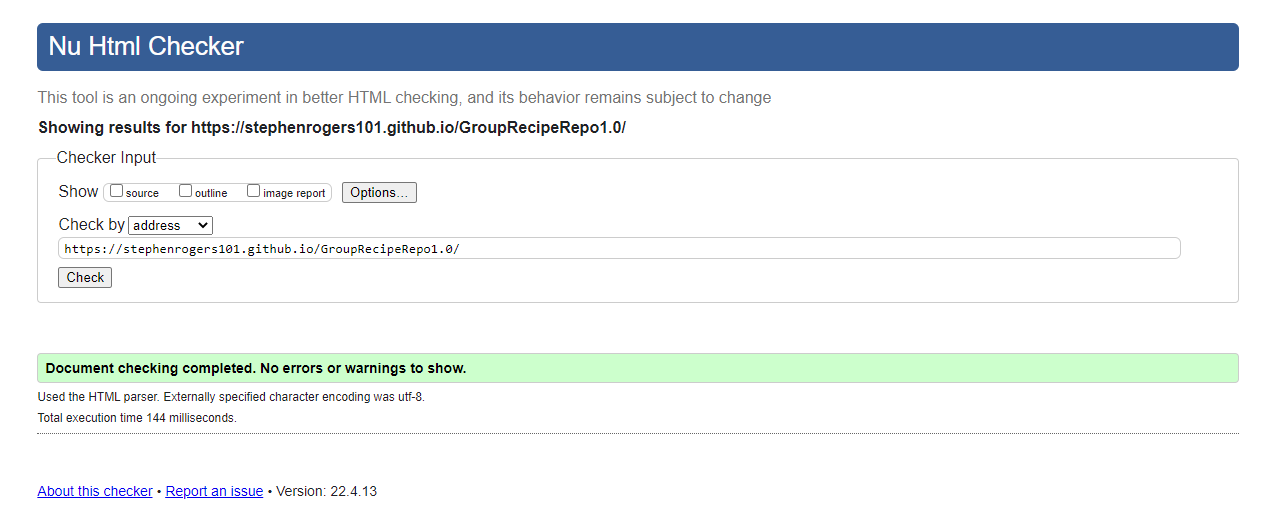 Nu Html Checker
This tool is an ongoing experiment in better HTML checking, and its behavior remains subject to change
Showing results for https://stephenrogers101.github.io/GroupRecipeRepo1.0/
Checker Input
Show source outline image report Options...
Check by address
https://stephenrogers101.github.io/GroupRecipeRepo1.0/
Check
Document checking completed. No errors or warnings to show.
Used the HTML parser. Externally specified character encoding was utf-8.
Total execution time 144 milliseconds.
About this checker • Report an issue • Version: 22.4.13